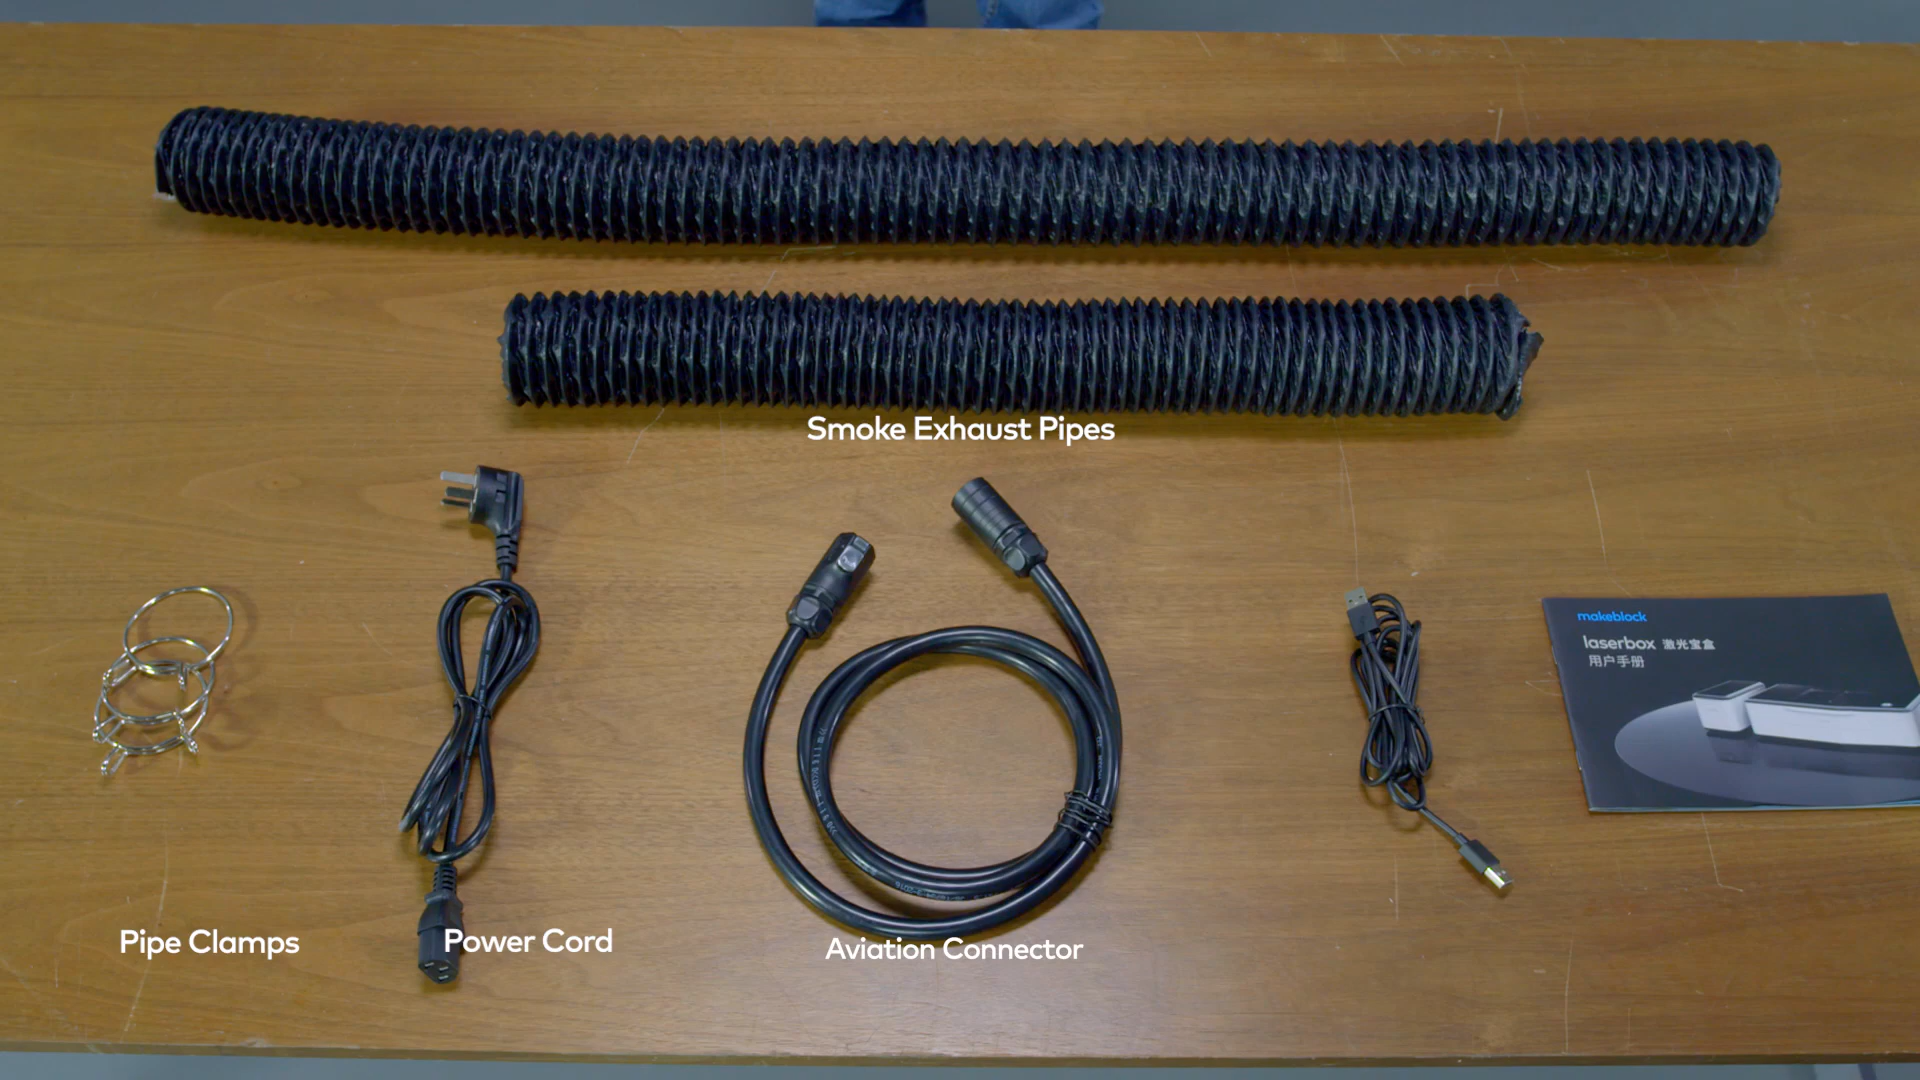 Smoke Exhaust Pipes
makeblock
laserbox 激光宝盒
用户手册
Pipe Clamps
Power Cord
Aviation Connector